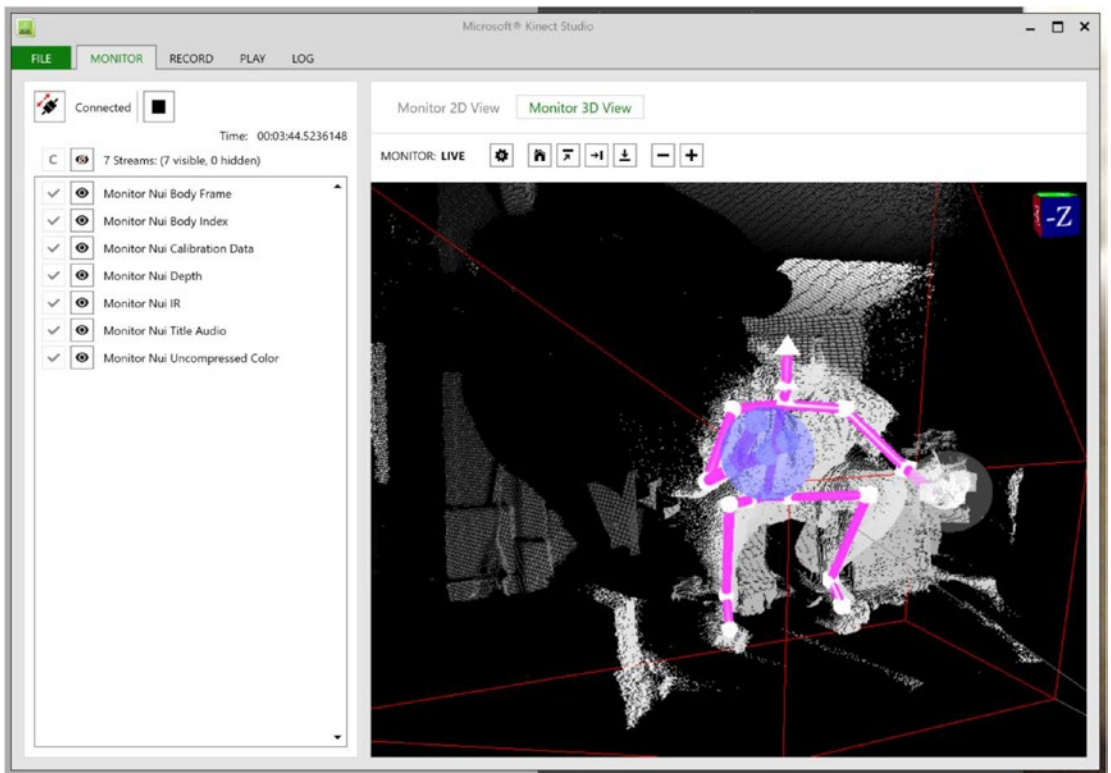 Microsoft® Kinect Studio
FILE MONITOR RECORD PLAY LOG
Connected
Time: 00:03:44.5236148
C 7 Streams: (7 visible, 0 hidden)
Monitor Nui Body Frame
Monitor Nui Body Index
Monitor Nui Calibration Data
Monitor Nui Depth
Monitor Nui IR
Monitor Nui Title Audio
Monitor Nui Uncompressed Color
Monitor 2D View Monitor 3D View
MONITOR: LIVE
-Z